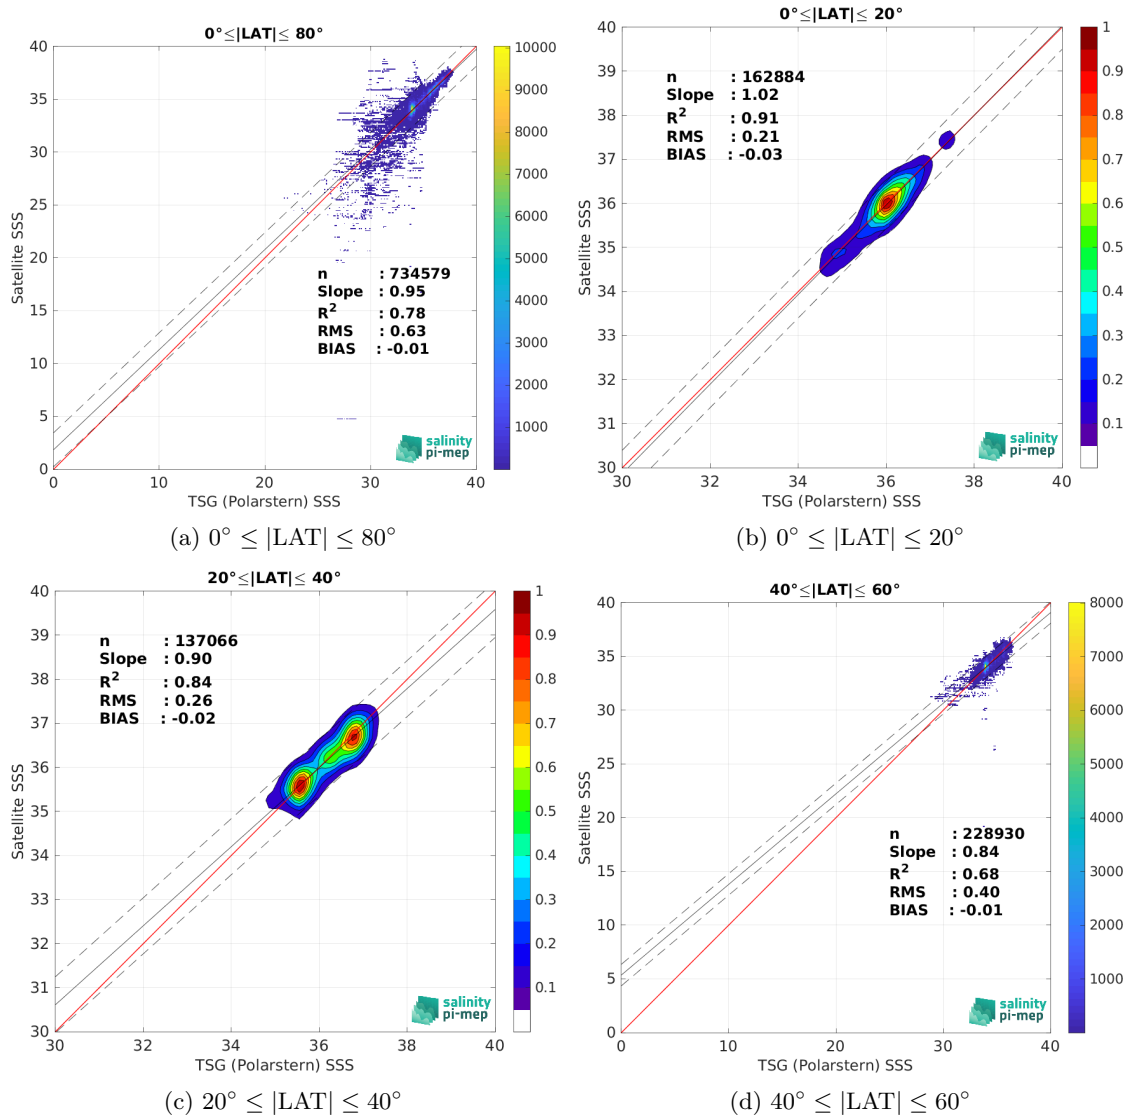 0°≤|LAT|≤ 80°
40
35
30
25
20
15
10
5
0
Satellite SSS
n : 734579
Slope : 0.95
R² : 0.78
RMS : 0.63
BIAS : -0.01
salinity
pi-mep
0 10 20 30 40
TSG (Polarstern) SSS
10000
9000
8000
7000
6000
5000
4000
3000
2000
1000
(a) 0° ≤ |LAT| ≤ 80°
0°≤|LAT|≤ 20°
40
39
38
37
36
35
34
33
32
31
30
Satellite SSS
n : 162884
Slope : 1.02
R² : 0.91
RMS : 0.21
BIAS : -0.03
salinity
pi-mep
30 32 34 36 38 40
TSG (Polarstern) SSS
1
0.9
0.8
0.7
0.6
0.5
0.4
0.3
0.2
0.1
(b) 0° ≤ |LAT| ≤ 20°
20°≤|LAT|≤ 40°
40
39
38
37
36
35
34
33
32
31
30
Satellite SSS
n : 137066
Slope : 0.90
R² : 0.84
RMS : 0.26
BIAS : -0.02
salinity
pi-mep
30 32 34 36 38 40
TSG (Polarstern) SSS
1
0.9
0.8
0.7
0.6
0.5
0.4
0.3
0.2
0.1
(c) 20° ≤ |LAT| ≤ 40°
40°≤|LAT|≤ 60°
40
35
30
25
20
15
10
5
0
Satellite SSS
n : 228930
Slope : 0.84
R² : 0.68
RMS : 0.40
BIAS : -0.01
salinity
pi-mep
0 10 20 30 40
TSG (Polarstern) SSS
8000
7000
6000
5000
4000
3000
2000
1000
(d) 40° ≤ |LAT| ≤ 60°